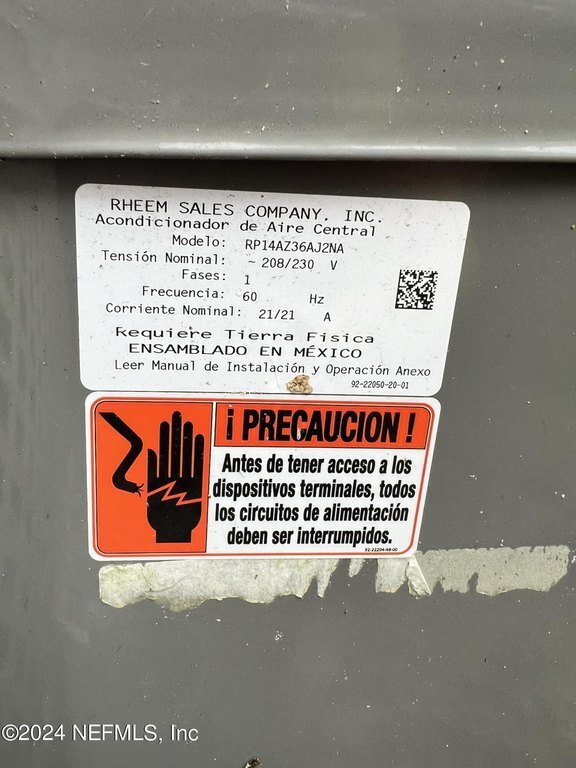 RHEEM SALES COMPANY, INC.
Acondicionador de Aire Central
Modelo: RP14AZ36AJ2NA
Tensión Nominal: ~ 208/230 V
Fases: 1
Frecuencia: 60 Hz
Corriente Nominal: 21/21 A
Requiere Tierra Fisica
ENSAMBLADO EN MÉXICO
Leer Manual de Instalación y Operación Anexo
92-22050-20-01
¡ PRECAUCION !
Antes de tener acceso a los
dispositivos terminales, todos
los circuitos de alimentación
deben ser interrumpidos.
92-22204-48-00
©2024 NEFMLS, Inc